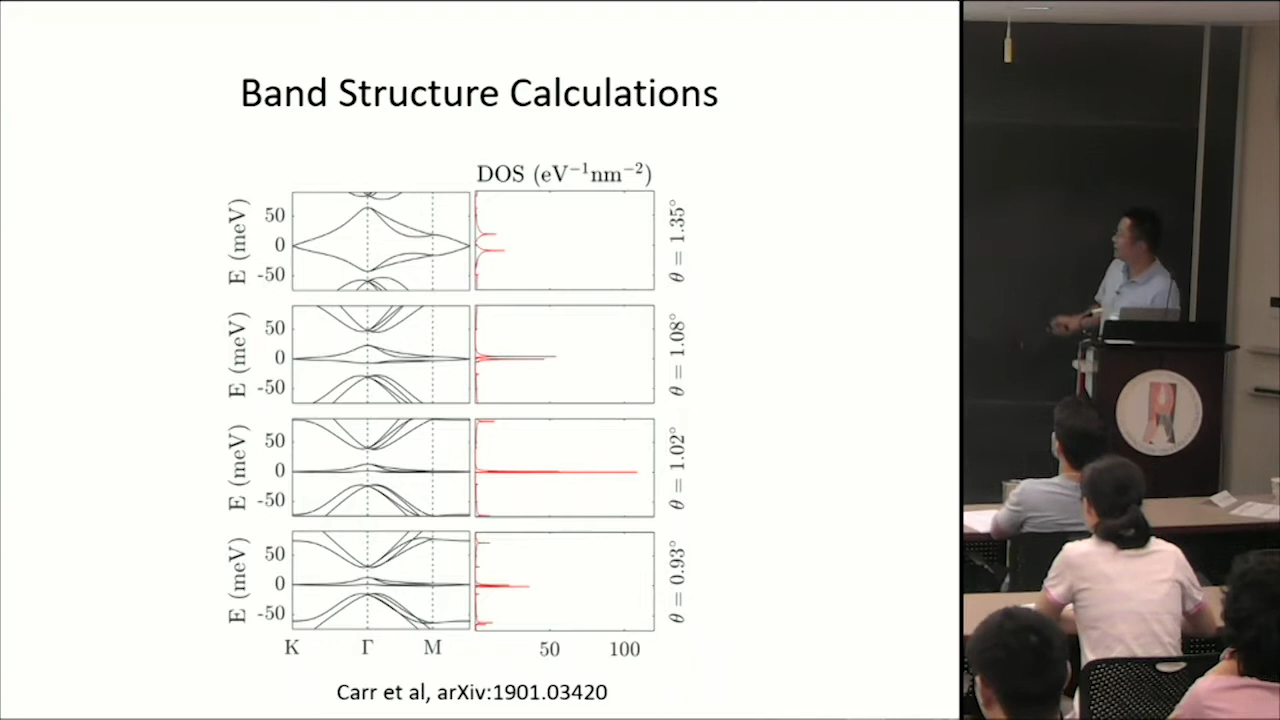 Band Structure Calculations
DOS (eV⁻¹nm⁻²)
E (meV)
50
0
-50
θ = 1.35°
E (meV)
50
0
-50
θ = 1.08°
E (meV)
50
0
-50
θ = 1.02°
E (meV)
50
0
-50
θ = 0.93°
K Γ M 50 100
Carr et al, arXiv:1901.03420